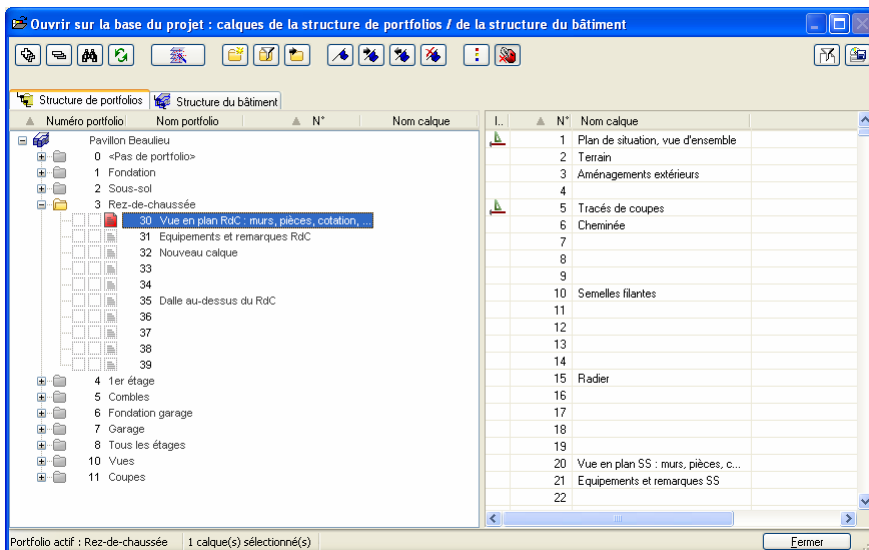 Ouvrir sur la base du projet : calques de la structure de portfolios / de la structure du bâtiment
Structure de portfolios
Structure du bâtiment
Numéro portfolio Nom portfolio N° Nom calque
Pavillon Beaulieu
0 <Pas de portfolio>
1 Fondation
2 Sous-sol
3 Rez-de-chaussée
30 Vue en plan RdC : murs, pièces, cotation, ...
31 Equipements et remarques RdC
32 Nouveau calque
33
34
35 Dalle au-dessus du RdC
36
37
38
39
4 1er étage
5 Combles
6 Fondation garage
7 Garage
8 Tous les étages
10 Vues
11 Coupes
I.. N° Nom calque
1 Plan de situation, vue d'ensemble
2 Terrain
3 Aménagements extérieurs
4
5 Tracés de coupes
6 Cheminée
7
8
9
10 Semelles filantes
11
12
13
14
15 Radier
16
17
18
19
20 Vue en plan SS : murs, pièces, c...
21 Equipements et remarques SS
22
Portfolio actif : Rez-de-chaussée 1 calque(s) sélectionné(s)
Fermer